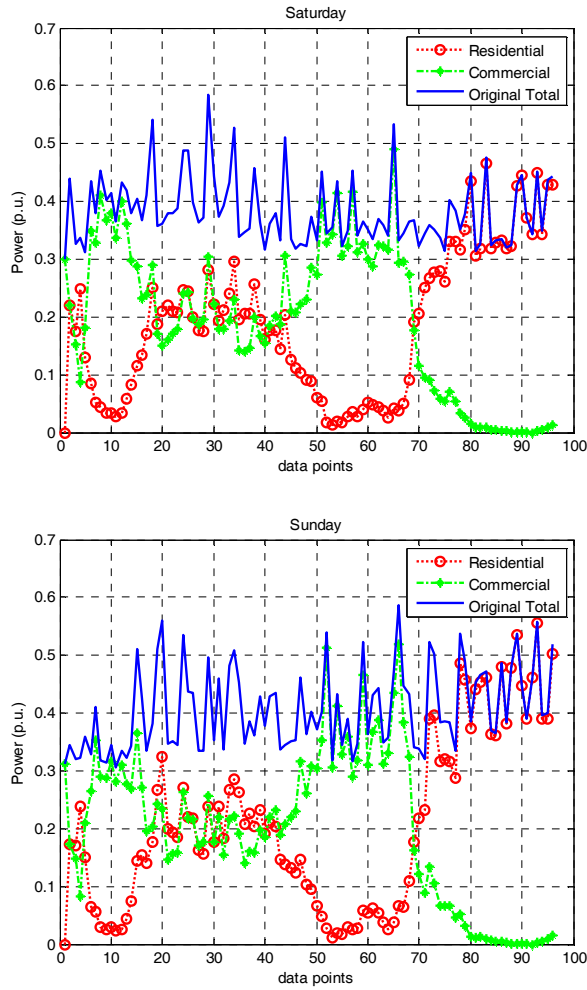 Saturday
0.7
0.6
0.5
0.4
0.3
0.2
0.1
0
Power (p.u.)
Residential
Commercial
Original Total
0 10 20 30 40 50 60 70 80 90 100
data points
Sunday
0.7
0.6
0.5
0.4
0.3
0.2
0.1
0
Power (p.u.)
Residential
Commercial
Original Total
0 10 20 30 40 50 60 70 80 90 100
data points